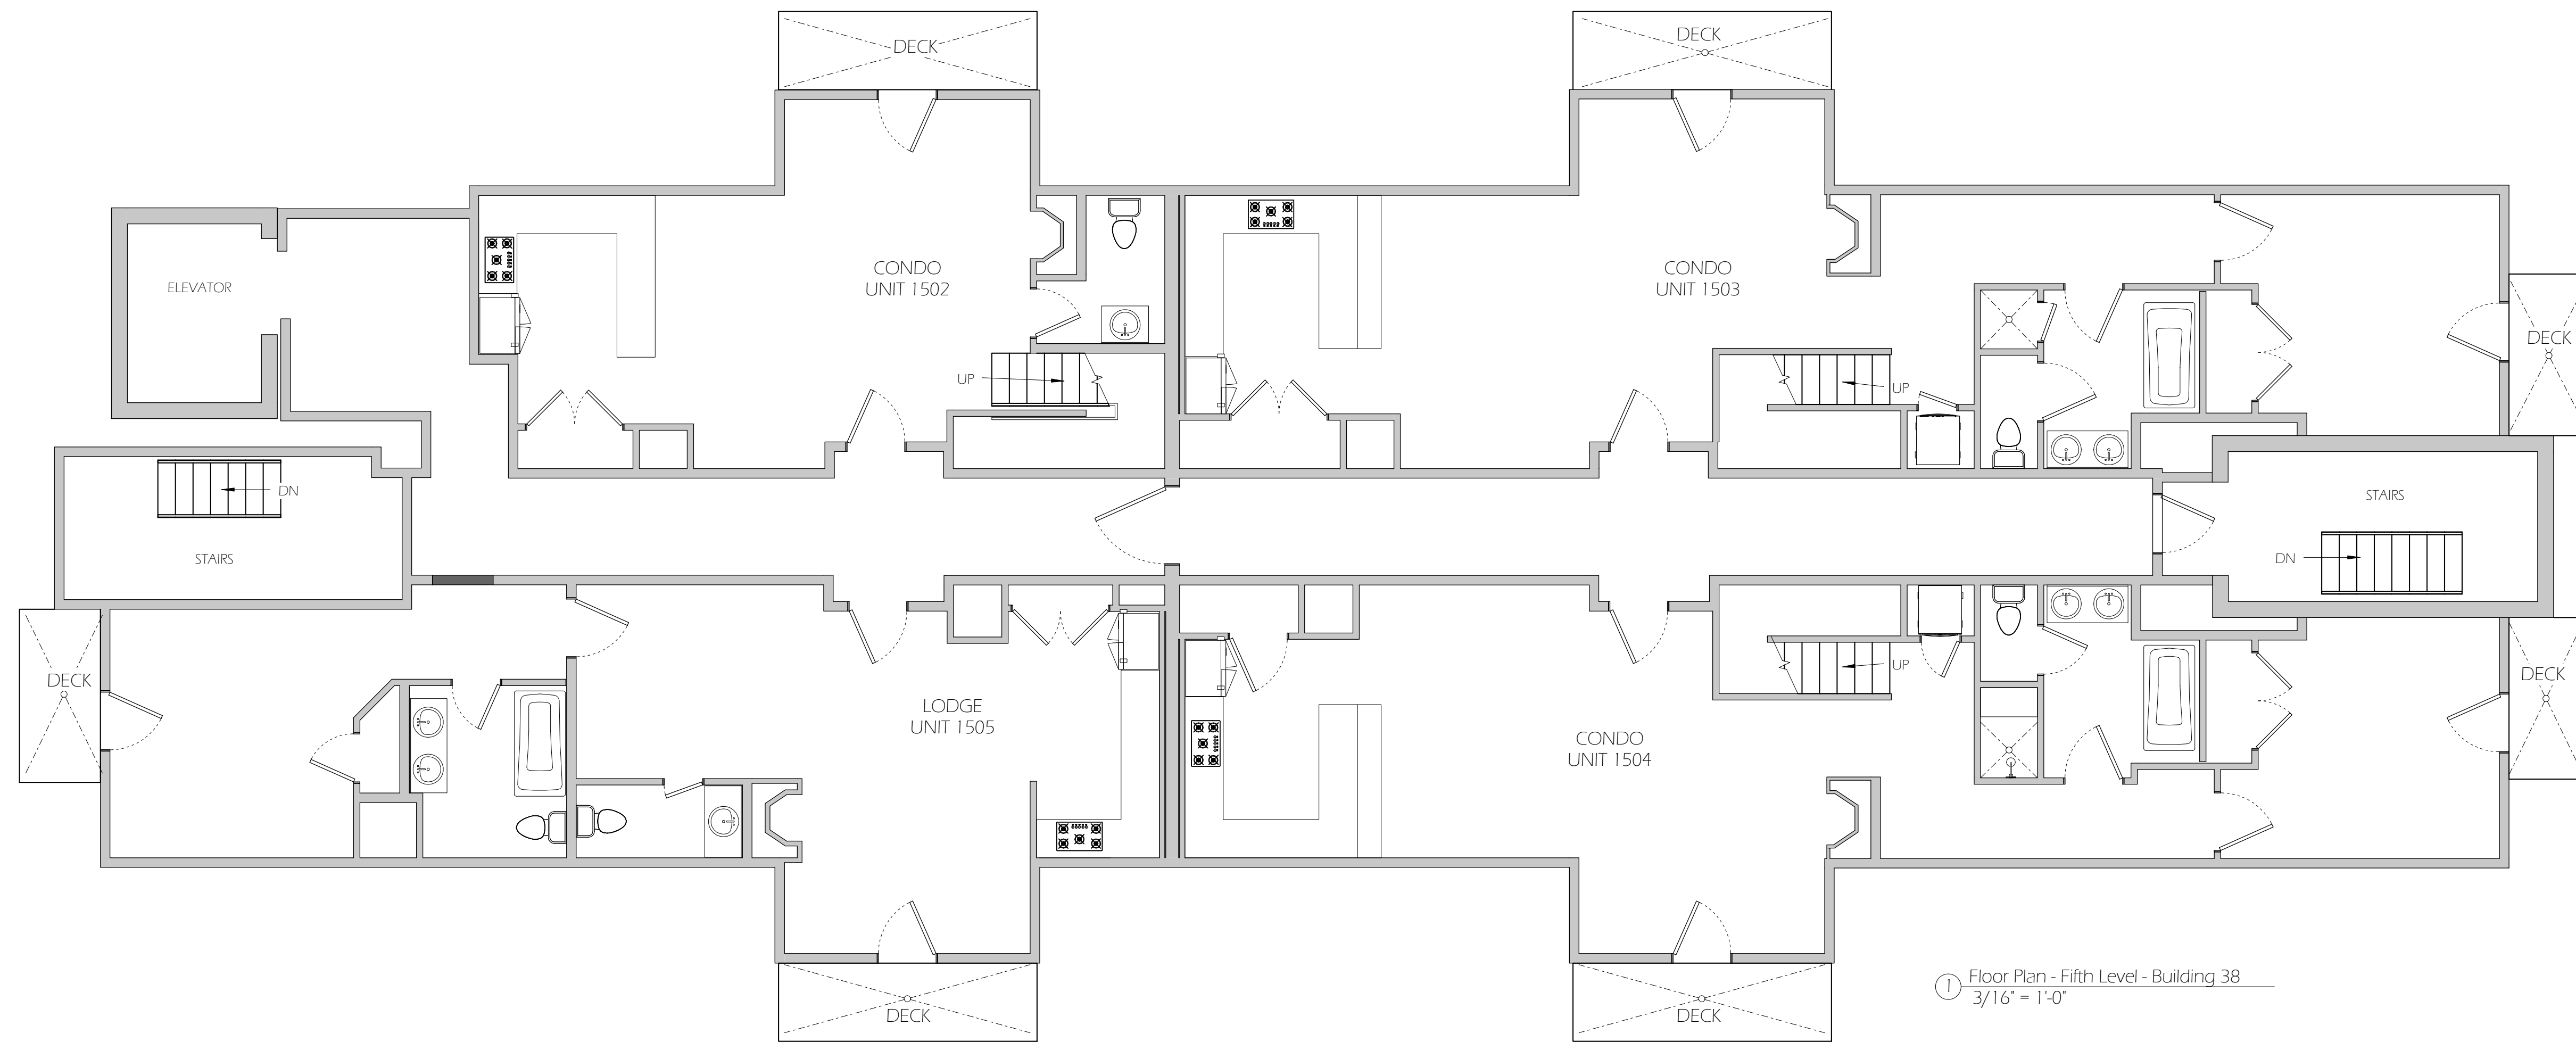 DECK
DECK
CONDO
UNIT 1502
CONDO
UNIT 1503
ELEVATOR
DECK
UP
UP
DN
STAIRS
STAIRS
DN
DECK
DECK
UP
LODGE
UNIT 1505
CONDO
UNIT 1504
DECK
DECK
1
Floor Plan - Fifth Level - Building 38
3/16" = 1'-0"